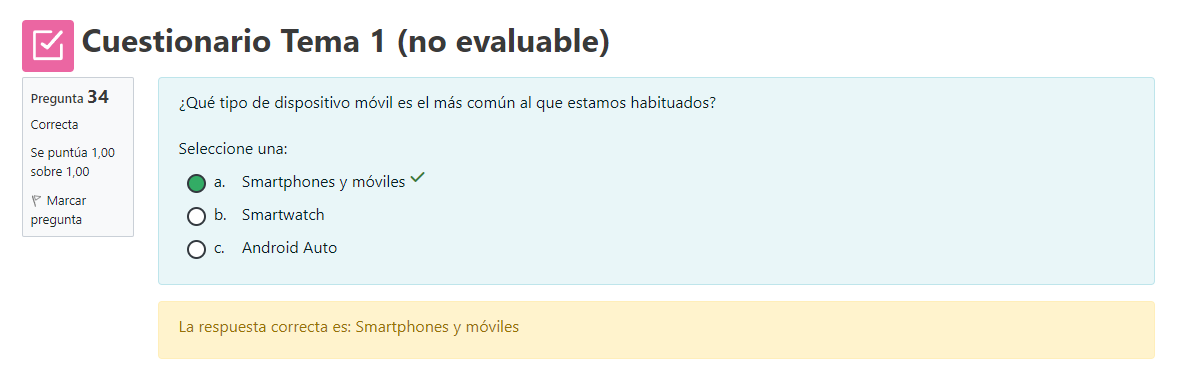 Cuestionario Tema 1 (no evaluable)
Pregunta 34
Correcta
Se puntúa 1,00
sobre 1,00
Marcar
pregunta
¿Qué tipo de dispositivo móvil es el más común al que estamos habituados?
Seleccione una:
a. Smartphones y móviles
b. Smartwatch
c. Android Auto
La respuesta correcta es: Smartphones y móviles